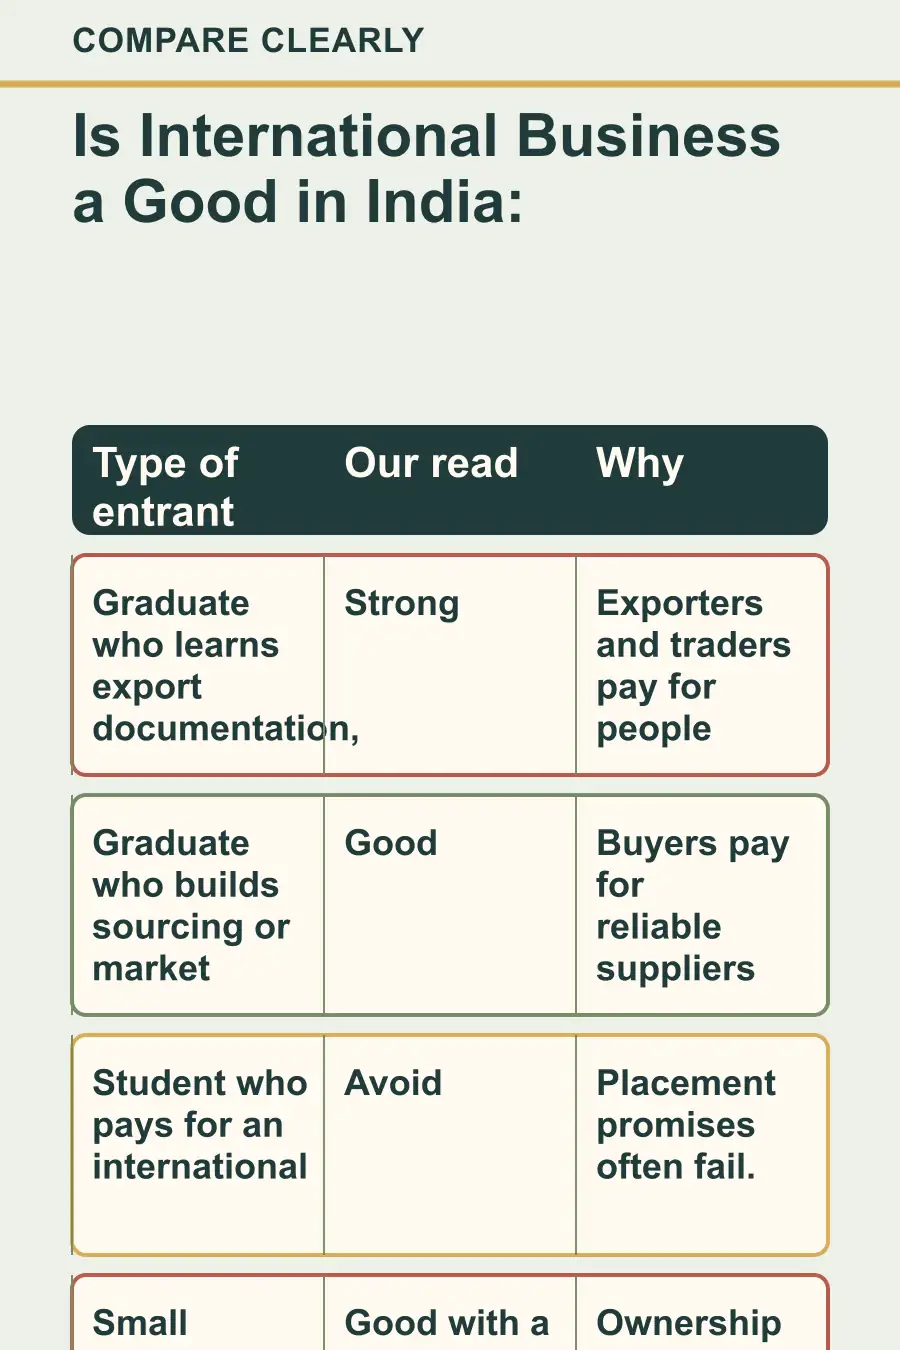 COMPARE CLEARLY
Is International Business
a Good in India:
Type of
entrant
Our read
Why
Graduate
who learns
export
documentation,
Strong
Exporters
and traders
pay for
people
Graduate
who builds
sourcing or
market
Good
Buyers pay
for
reliable
suppliers
Student who
pays for an
international
Avoid
Placement
promises
often fail.
Small
Good with a
Ownership